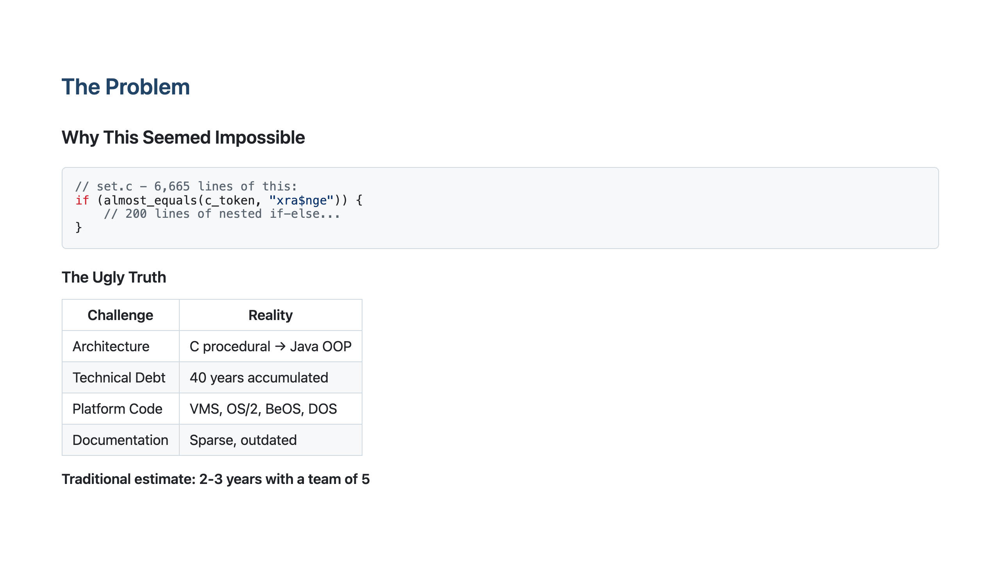 The Problem
Why This Seemed Impossible
// set.c – 6,665 lines of this:
if (almost_equals(c_token, "xra$nge")) {
    // 200 lines of nested if–else...
}
The Ugly Truth
Challenge Reality
Architecture C procedural → Java OOP
Technical Debt 40 years accumulated
Platform Code VMS, OS/2, BeOS, DOS
Documentation Sparse, outdated
Traditional estimate: 2-3 years with a team of 5